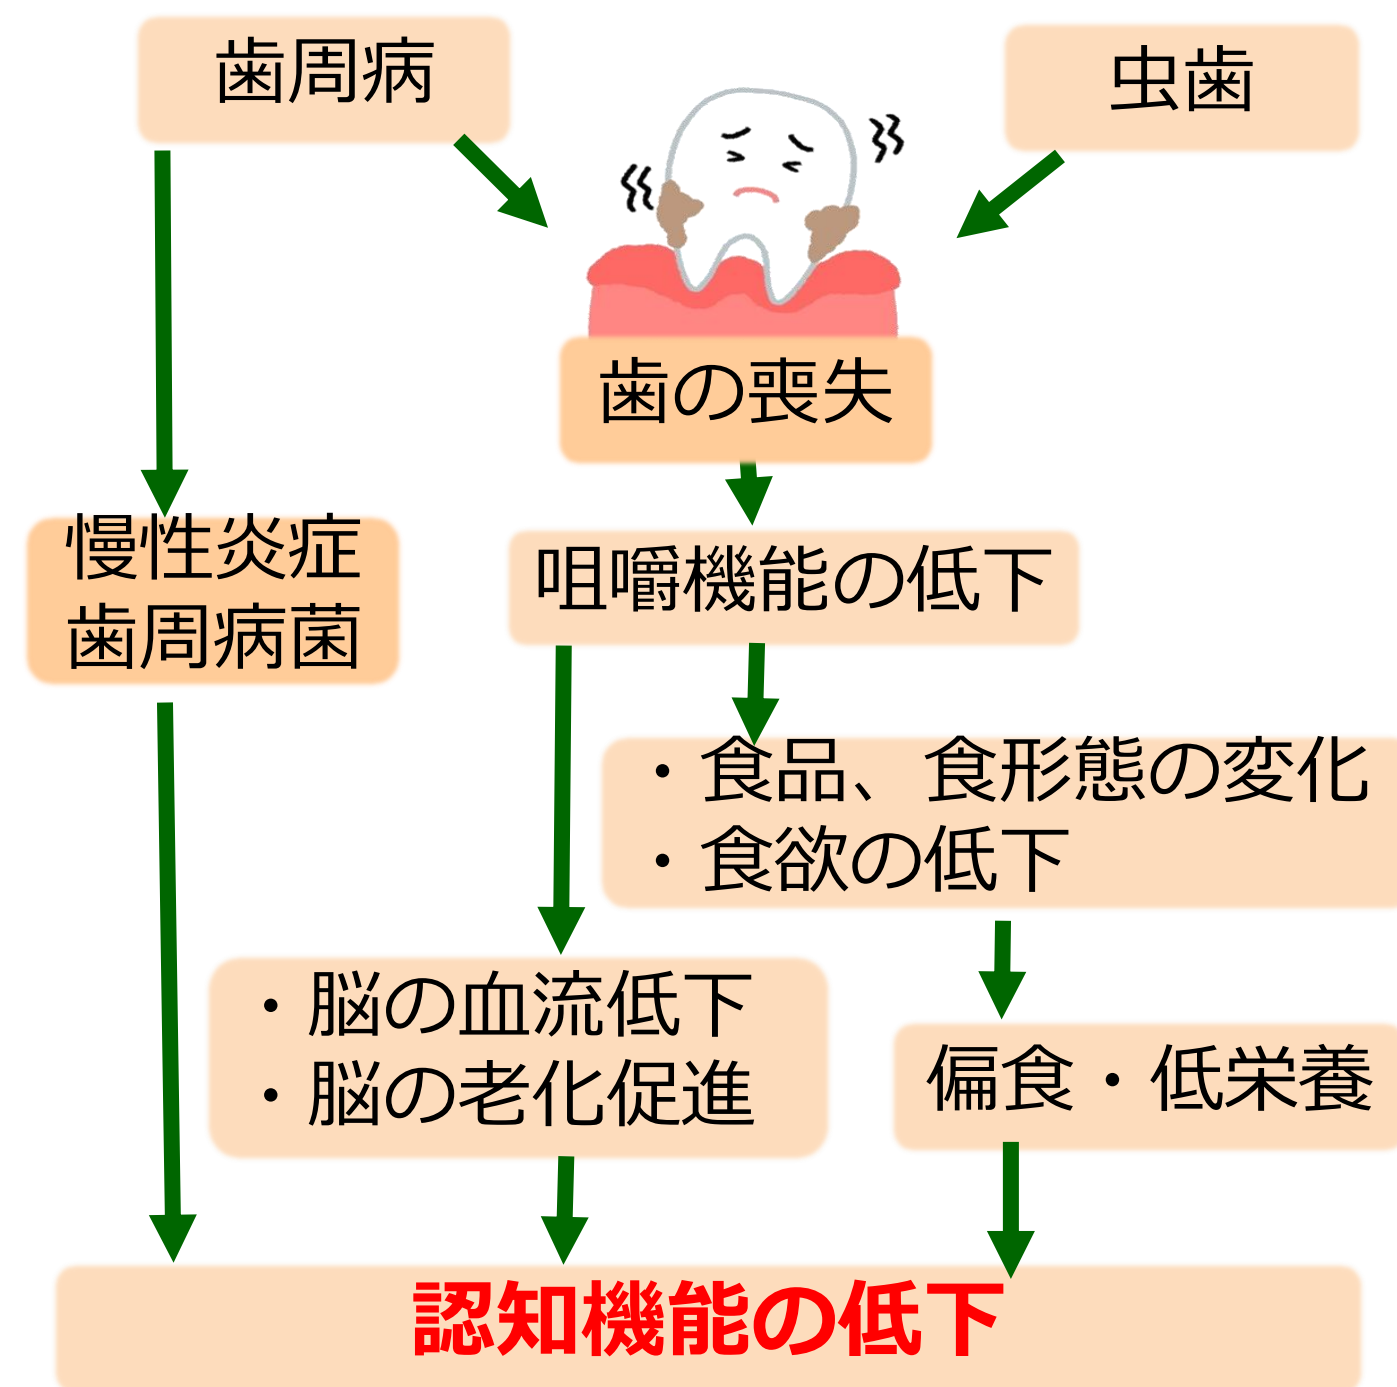 歯周病
虫歯
歯の喪失
慢性炎症
歯周病菌
咀嚼機能の低下
・食品、食形態の変化
・食欲の低下
・脳の血流低下
・脳の老化促進
偏食・低栄養
認知機能の低下